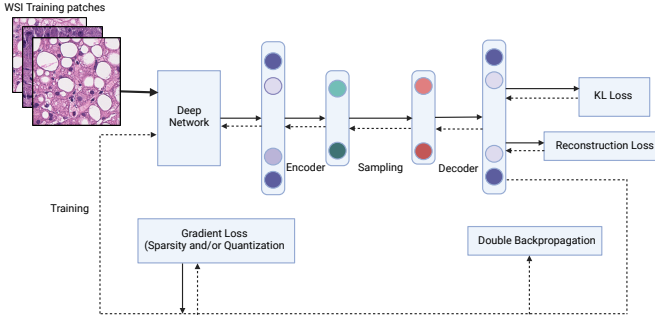 WSI Training patches
Deep
Network
Encoder
Sampling
Decoder
KL Loss
Reconstruction Loss
Training
Gradient Loss
(Sparsity and/or Quantization
Double Backpropagation